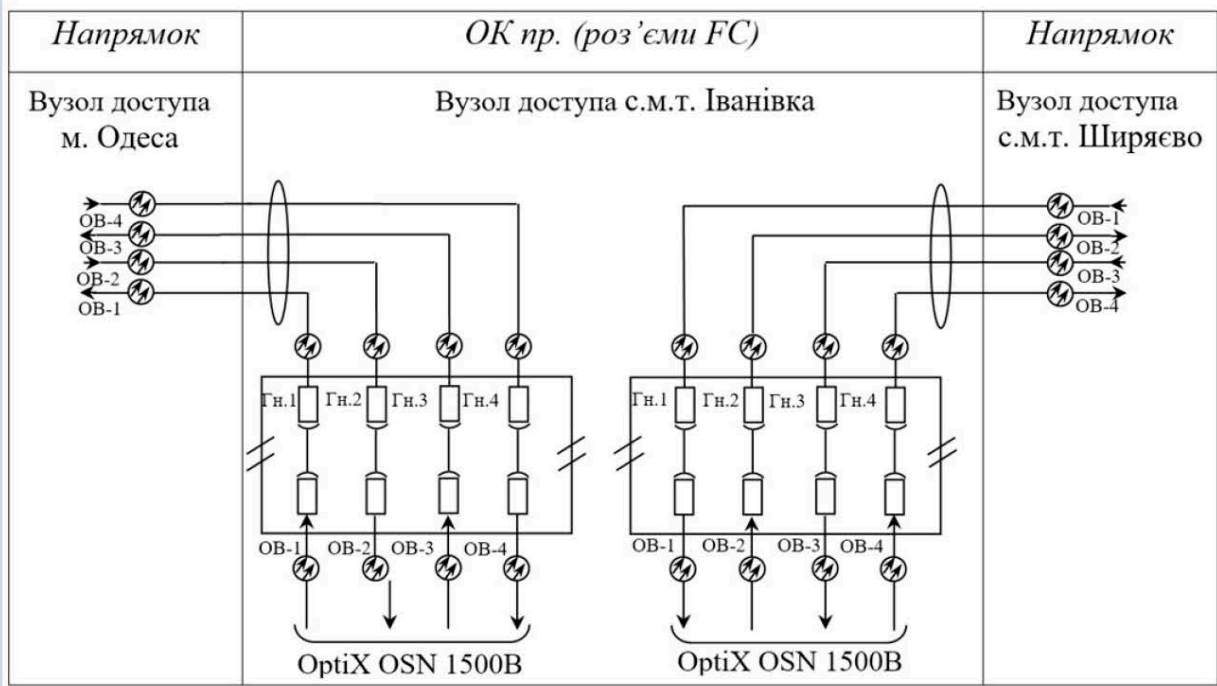 Напрямок
ОК пр. (роз’єми FC)
Напрямок
Вузол доступа
м. Одеса
Вузол доступа с.м.т. Іванівка
Вузол доступа
с.м.т. Ширяєво
ОВ-4
ОВ-3
ОВ-2
ОВ-1
ОВ-1
ОВ-2
ОВ-3
ОВ-4
Гн.1 Гн.2 Гн.3 Гн.4
Гн.1 Гн.2 Гн.3 Гн.4
ОВ-1 ОВ-2 ОВ-3 ОВ-4
ОВ-1 ОВ-2 ОВ-3 ОВ-4
OptiX OSN 1500B
OptiX OSN 1500B